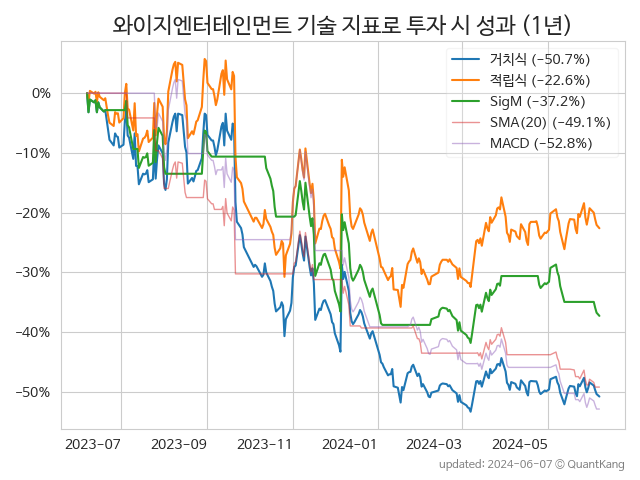 와이지엔터테인먼트 기술 지표로 투자 시 성과 (1년)
거치식 (−50.7%)
적립식 (−22.6%)
SigM (−37.2%)
SMA(20) (−49.1%)
MACD (−52.8%)
0%
−10%
−20%
−30%
−40%
−50%
2023-07 2023-09 2023-11 2024-01 2024-03 2024-05
updated: 2024-06-07 © QuantKang